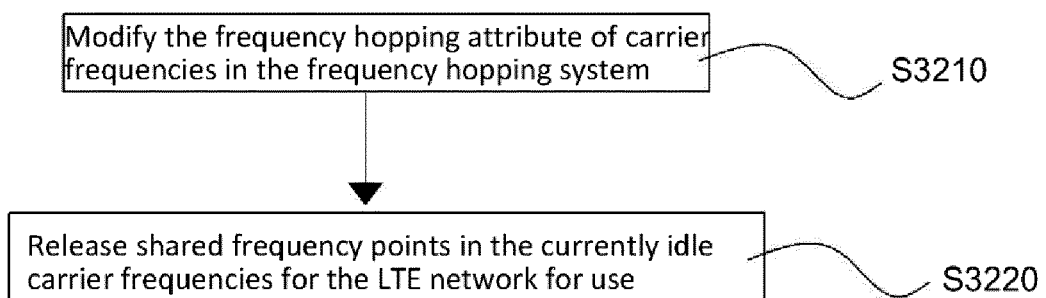 Modify the frequency hopping attribute of carrier
frequencies in the frequency hopping system
S3210
Release shared frequency points in the currently idle
carrier frequencies for the LTE network for use
S3220